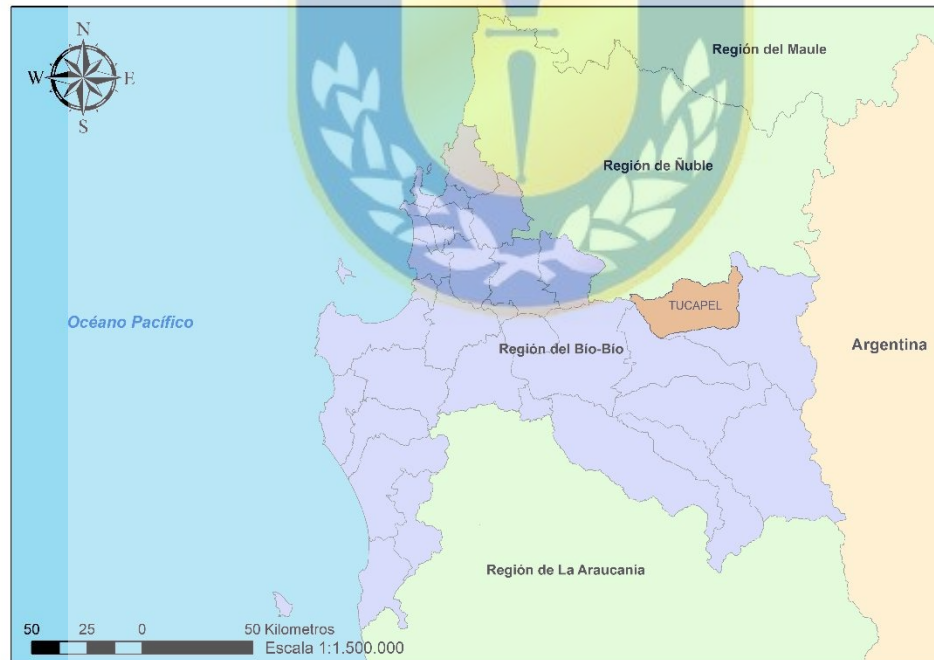 N
W E
S
Región del Maule
Región de Ñuble
TUCAPEL
Océano Pacífico
Región del Bío-Bío
Argentina
Región de La Araucanía
50 25 0 50 Kilometros
Escala 1:1.500.000